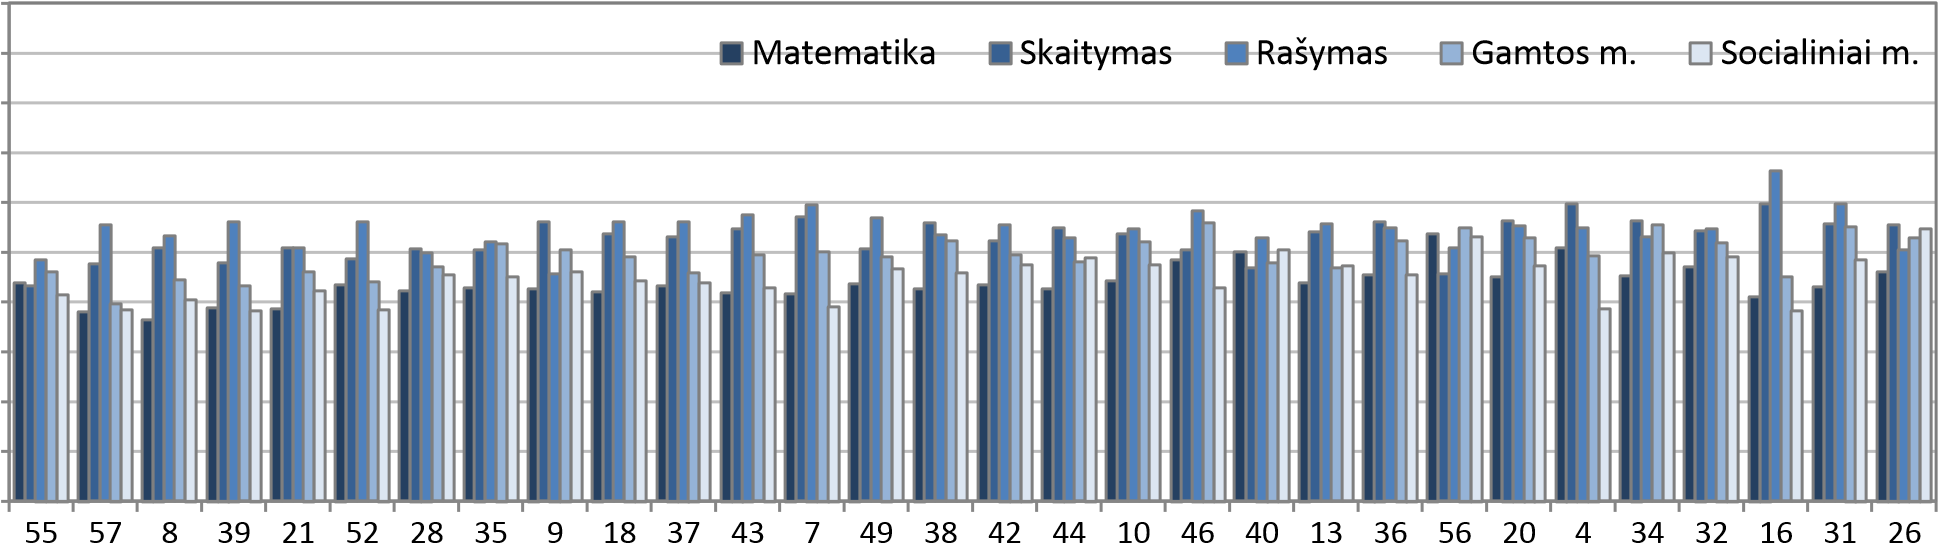 Matematika Skaitymas Rašymas Gamtos m. Socialiniai m.
55 57 8 39 21 52 28 35 9 18 37 43 7 49 38 42 44 10 46 40 13 36 56 20 4 34 32 16 31 26